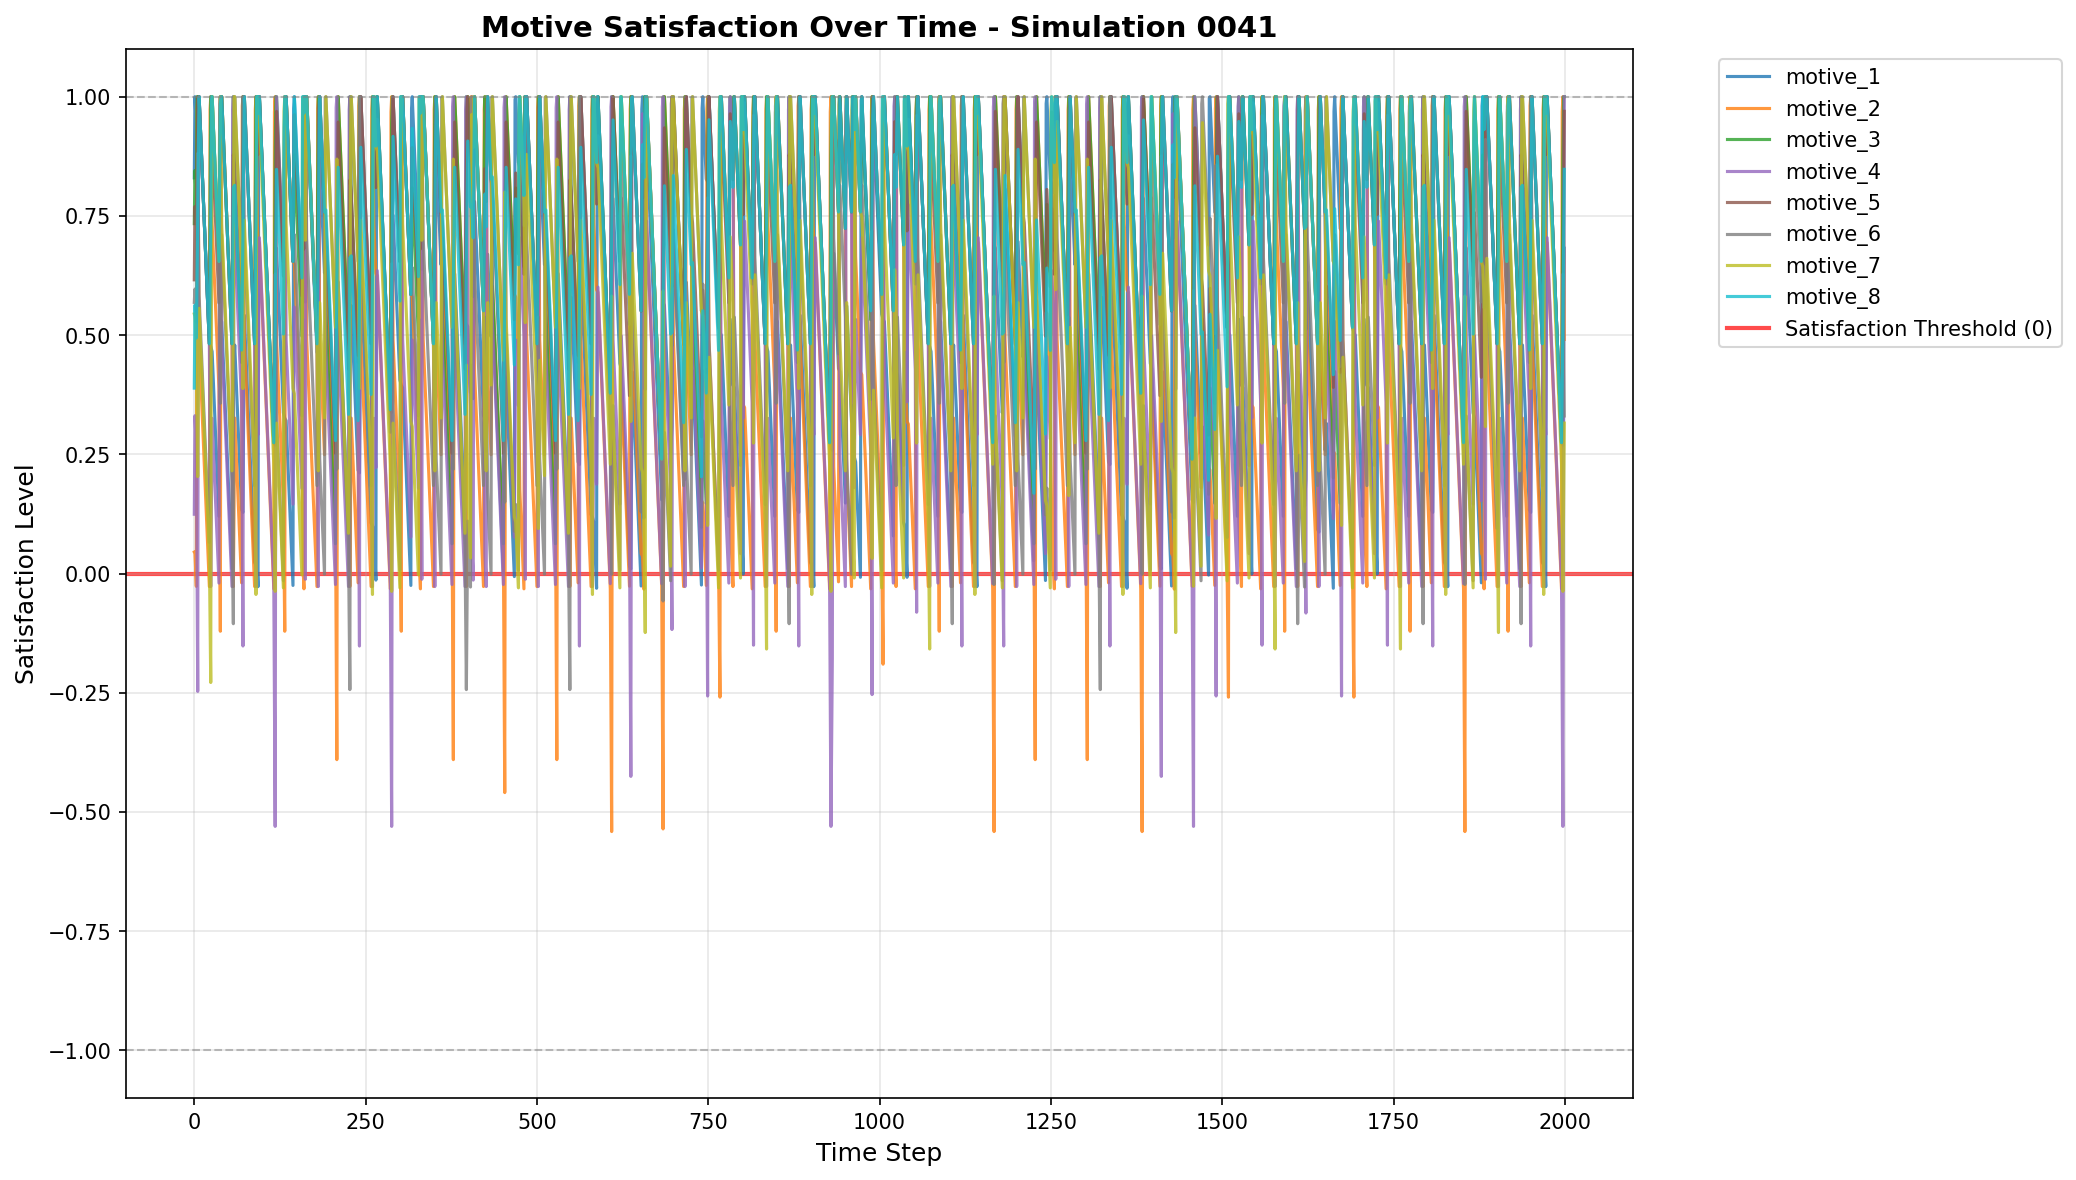 Motive Satisfaction Over Time - Simulation 0041
1.00
0.75
0.50
0.25
0.00
−0.25
−0.50
−0.75
−1.00
Satisfaction Level
0
250
500
750
1000
1250
1500
1750
2000
Time Step
motive_1
motive_2
motive_3
motive_4
motive_5
motive_6
motive_7
motive_8
Satisfaction Threshold (0)